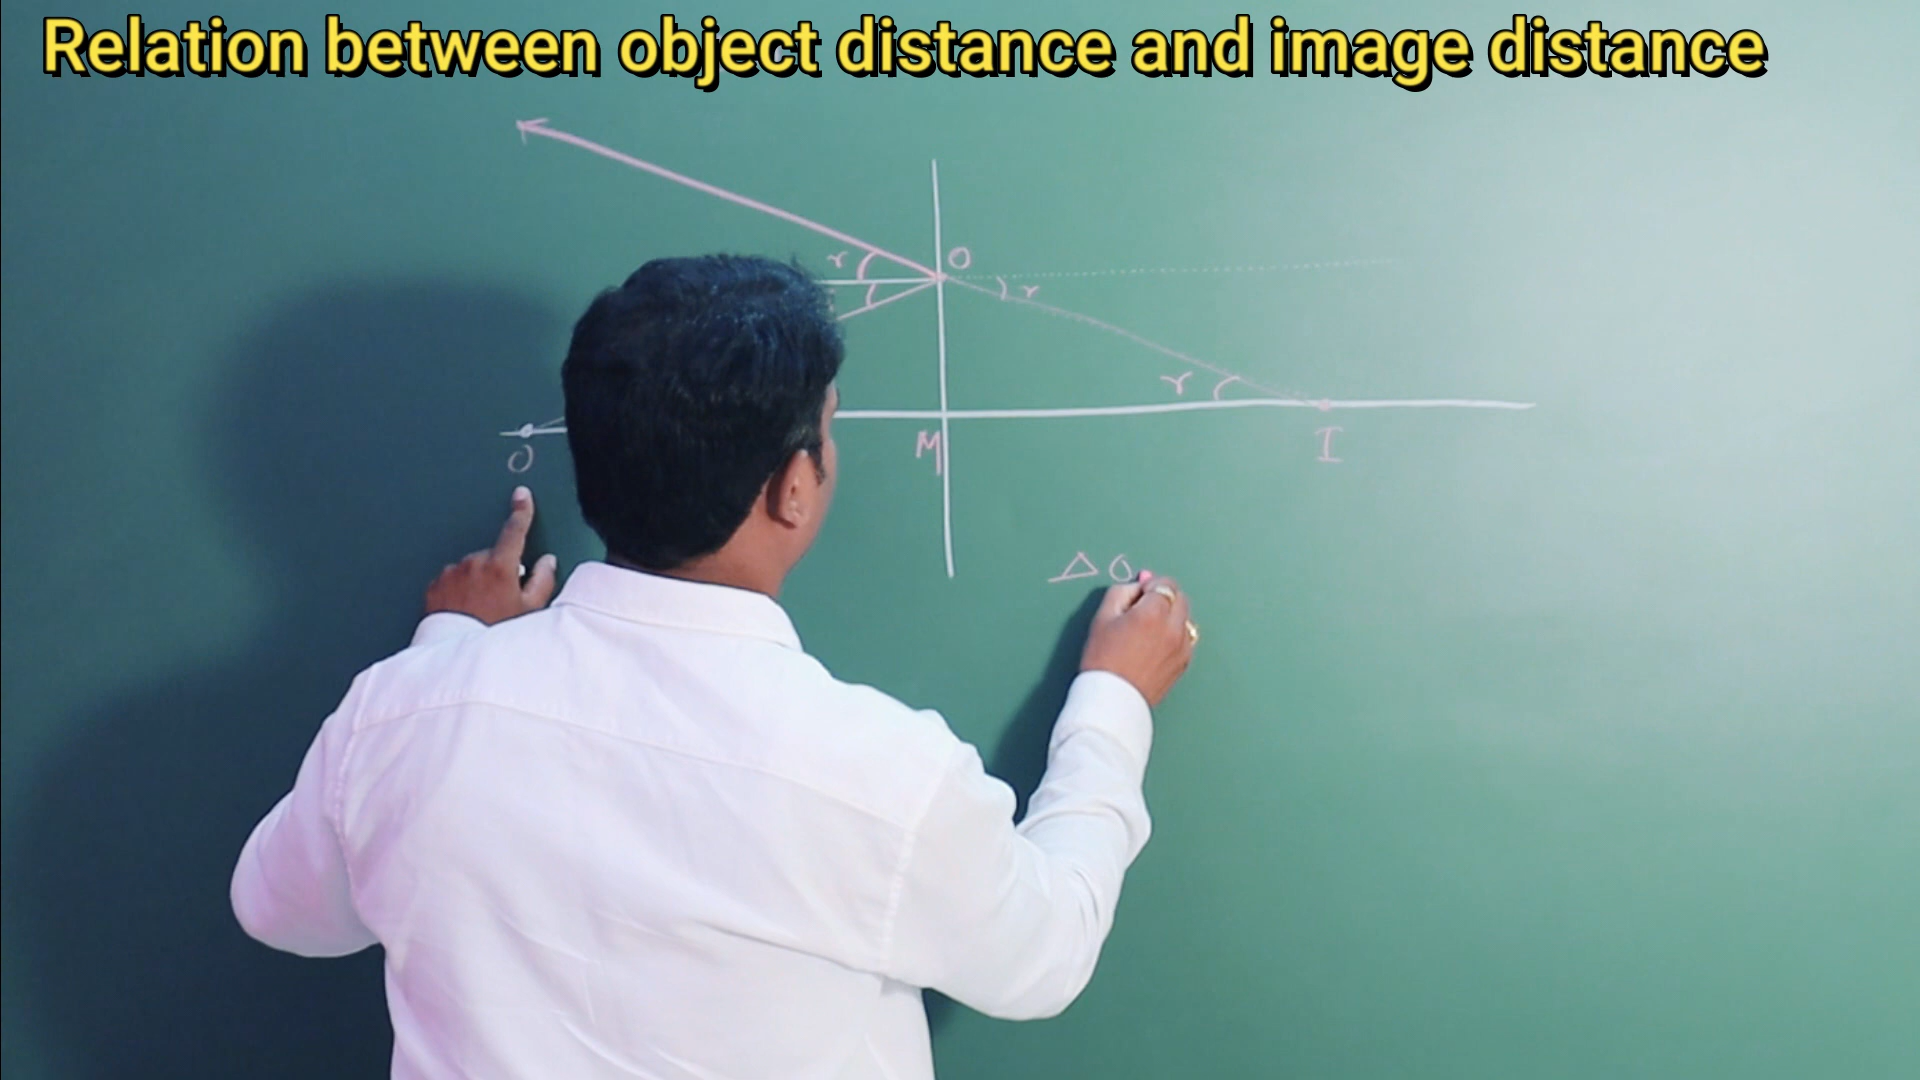 Relation between object distance and image distance
O
r
r
r
O
M
I
Δ O